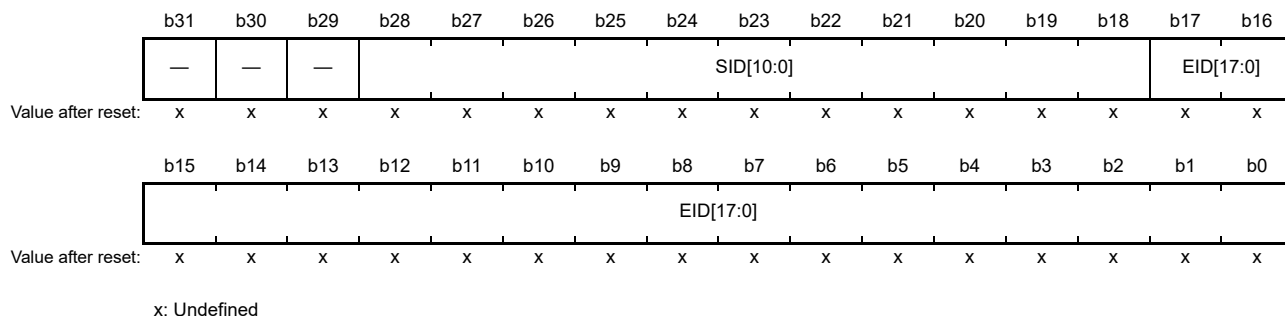 b31 b30 b29 b28 b27 b26 b25 b24 b23 b22 b21 b20 b19 b18 b17 b16
— — — SID[10:0] EID[17:0]
Value after reset: x x x x x x x x x x x x x x x x
b15 b14 b13 b12 b11 b10 b9 b8 b7 b6 b5 b4 b3 b2 b1 b0
EID[17:0]
Value after reset: x x x x x x x x x x x x x x x x
x: Undefined